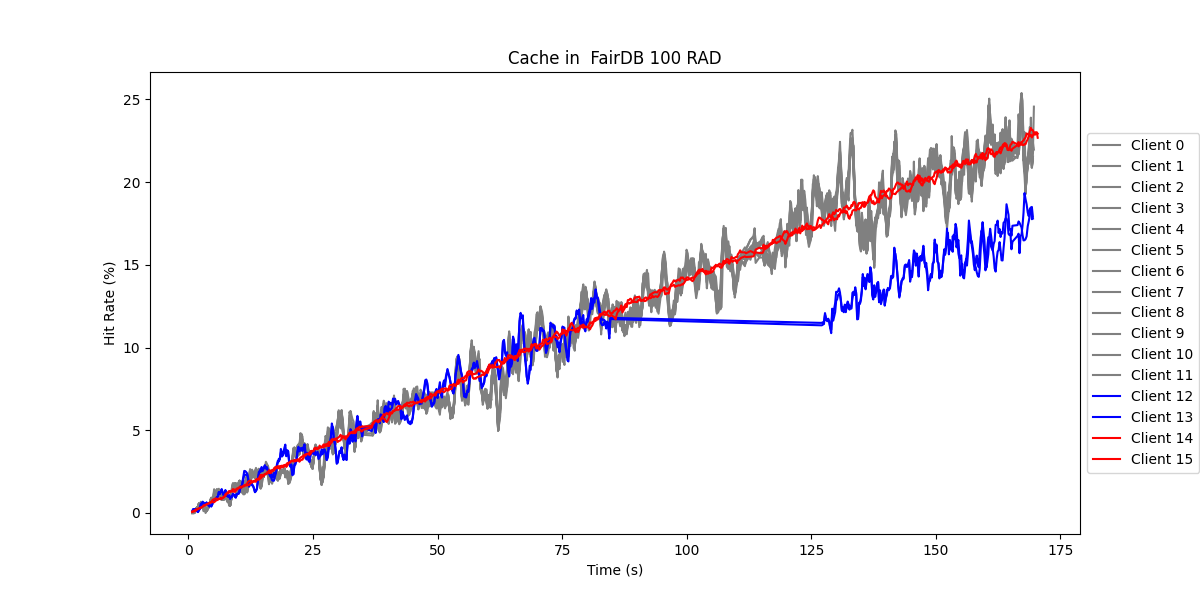 Cache in  FairDB 100 RAD
Hit Rate (%)
25
20
15
10
5
0
0
25
50
75
100
125
150
175
Time (s)
Client 0
Client 1
Client 2
Client 3
Client 4
Client 5
Client 6
Client 7
Client 8
Client 9
Client 10
Client 11
Client 12
Client 13
Client 14
Client 15